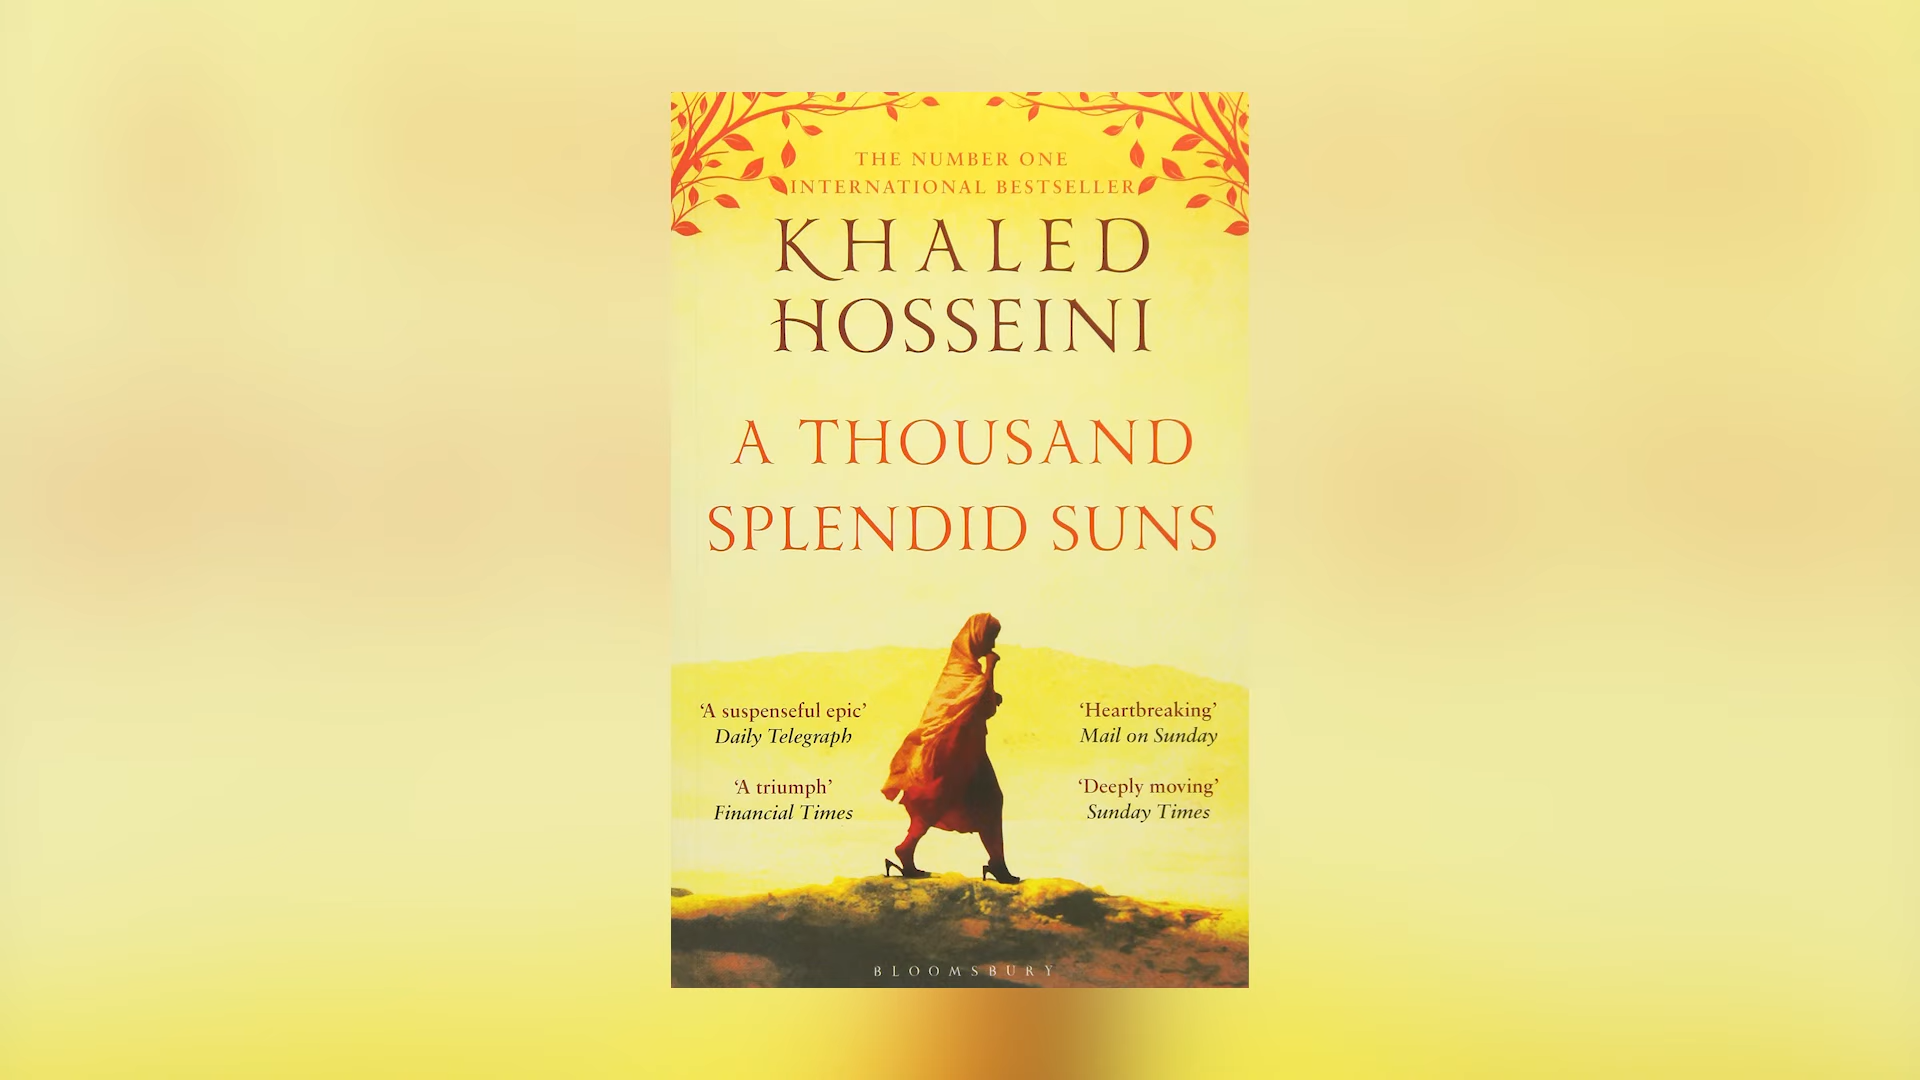 THE NUMBER ONE
INTERNATIONAL BESTSELLER
KHALED
HOSSEINI
A THOUSAND
SPLENDID SUNS
‘A suspenseful epic’
Daily Telegraph
‘A triumph’
Financial Times
‘Heartbreaking’
Mail on Sunday
‘Deeply moving’
Sunday Times
BLOOMSBURY